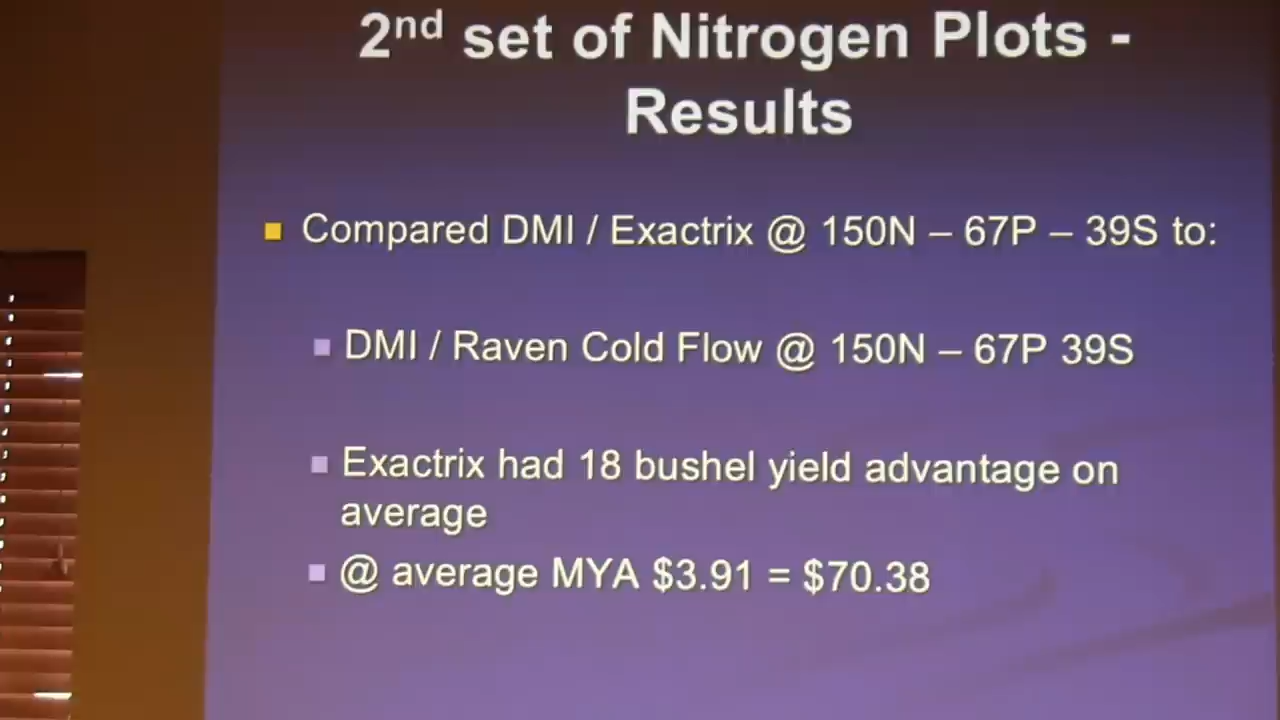 2nd set of Nitrogen Plots -
Results
Compared DMI / Exactrix @ 150N – 67P – 39S to:
DMI / Raven Cold Flow @ 150N – 67P 39S
Exactrix had 18 bushel yield advantage on
average
@ average MYA $3.91 = $70.38